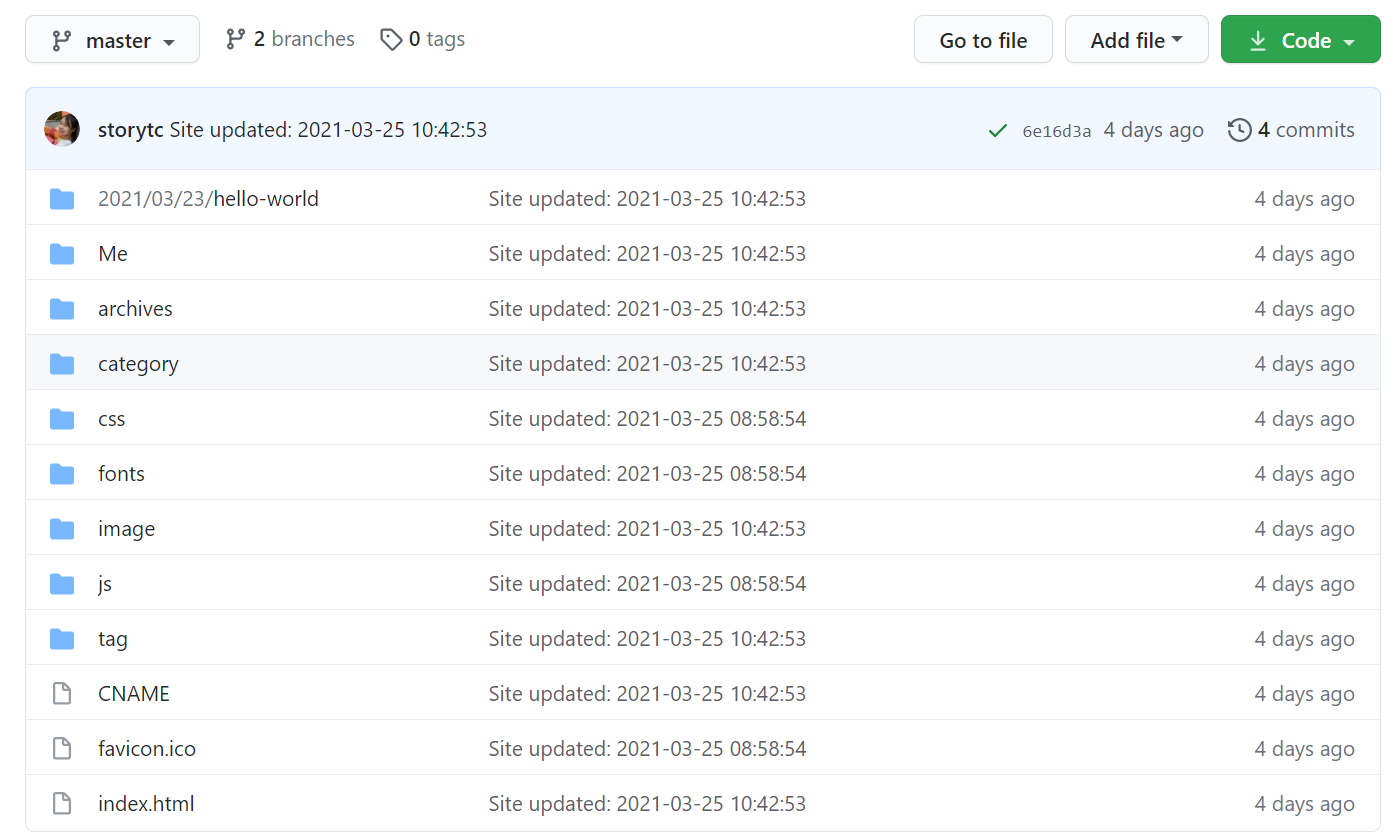 master 2 branches 0 tags Go to file Add file Code
storytc Site updated: 2021-03-25 10:42:53 6e16d3a 4 days ago 4 commits
2021/03/23/hello-world Site updated: 2021-03-25 10:42:53 4 days ago
Me Site updated: 2021-03-25 10:42:53 4 days ago
archives Site updated: 2021-03-25 10:42:53 4 days ago
category Site updated: 2021-03-25 10:42:53 4 days ago
css Site updated: 2021-03-25 08:58:54 4 days ago
fonts Site updated: 2021-03-25 08:58:54 4 days ago
image Site updated: 2021-03-25 10:42:53 4 days ago
js Site updated: 2021-03-25 08:58:54 4 days ago
tag Site updated: 2021-03-25 10:42:53 4 days ago
CNAME Site updated: 2021-03-25 10:42:53 4 days ago
favicon.ico Site updated: 2021-03-25 08:58:54 4 days ago
index.html Site updated: 2021-03-25 10:42:53 4 days ago